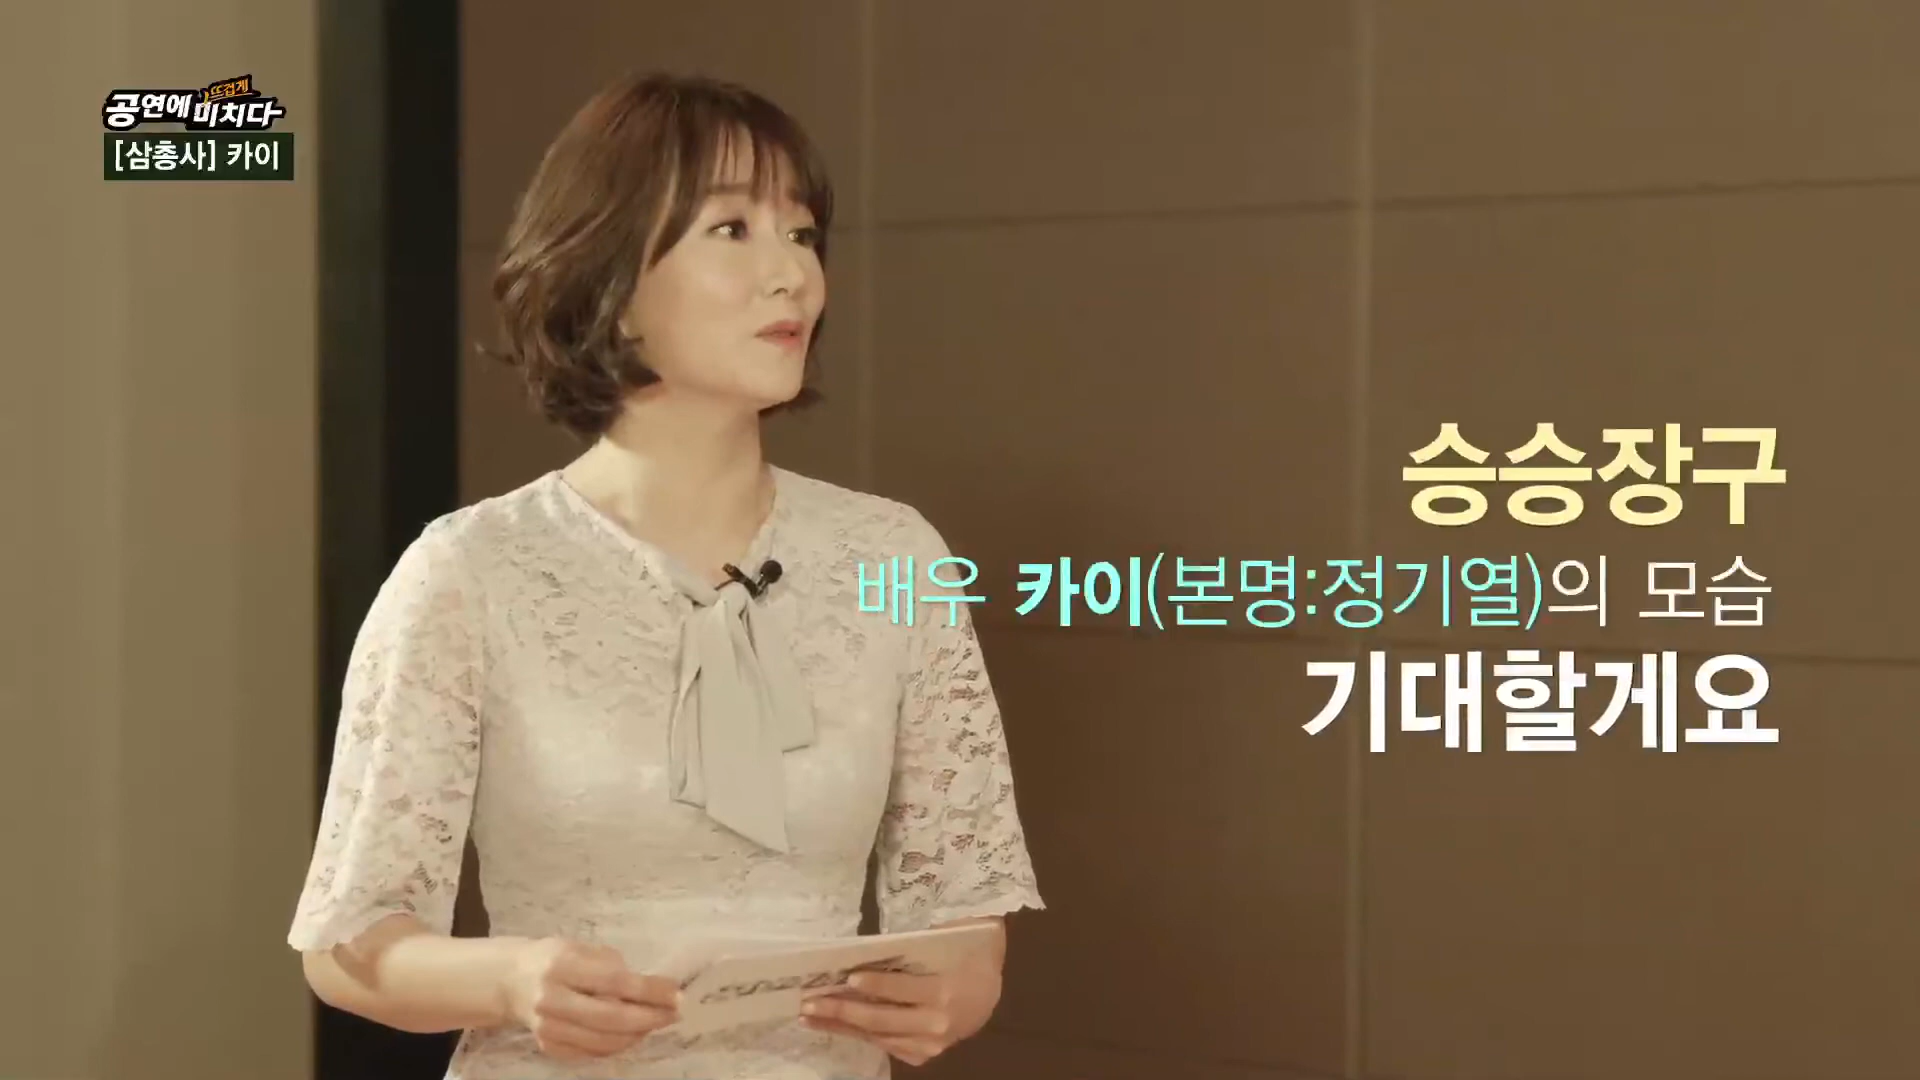 공연에 뜨겁게 미치다
[삼총사] 카이
승승장구
배우 카이(본명:정기열)의 모습
기대할게요